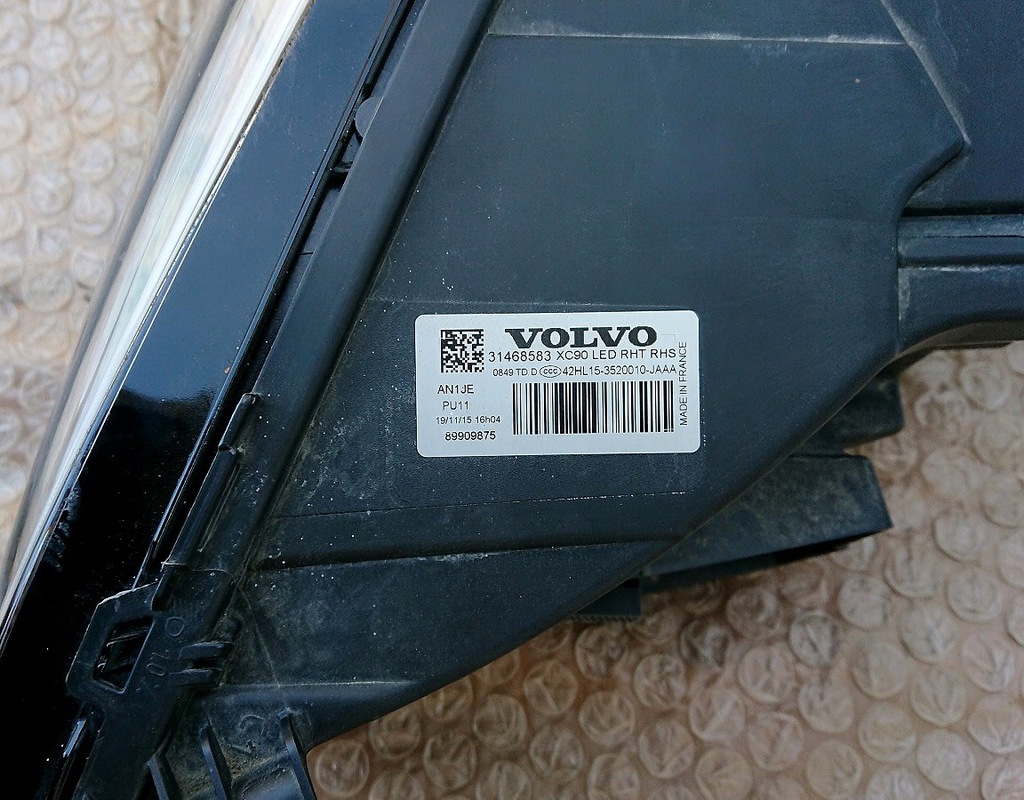 VOLVO
31468583 XC90 LED RHT RHS
0849 TD D CCC 42HL15-3520010-JAAA
AN1JE
PU11
19/11/15 16h04
89909875
MADE IN FRANCE